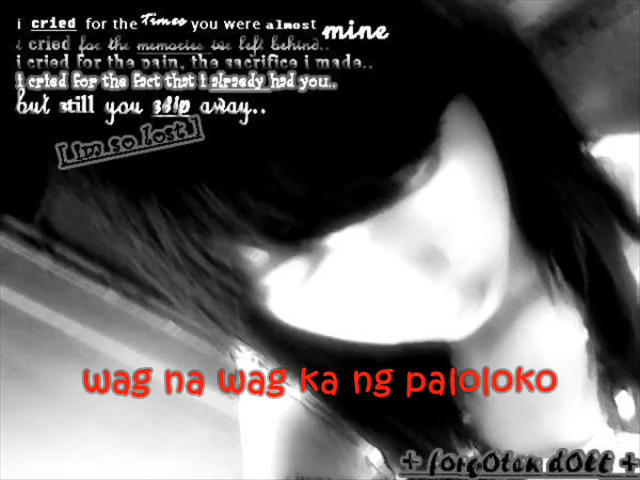 i cried for the Times you were almost mine
i cried for the memories we left behind..
i cried for the pain, the sacrifice i made..
i cried for the fact that i already had you..
but still you slip away..
[ Im so lost ]
wag na wag ka ng paloloko
+ forgOten dOll +